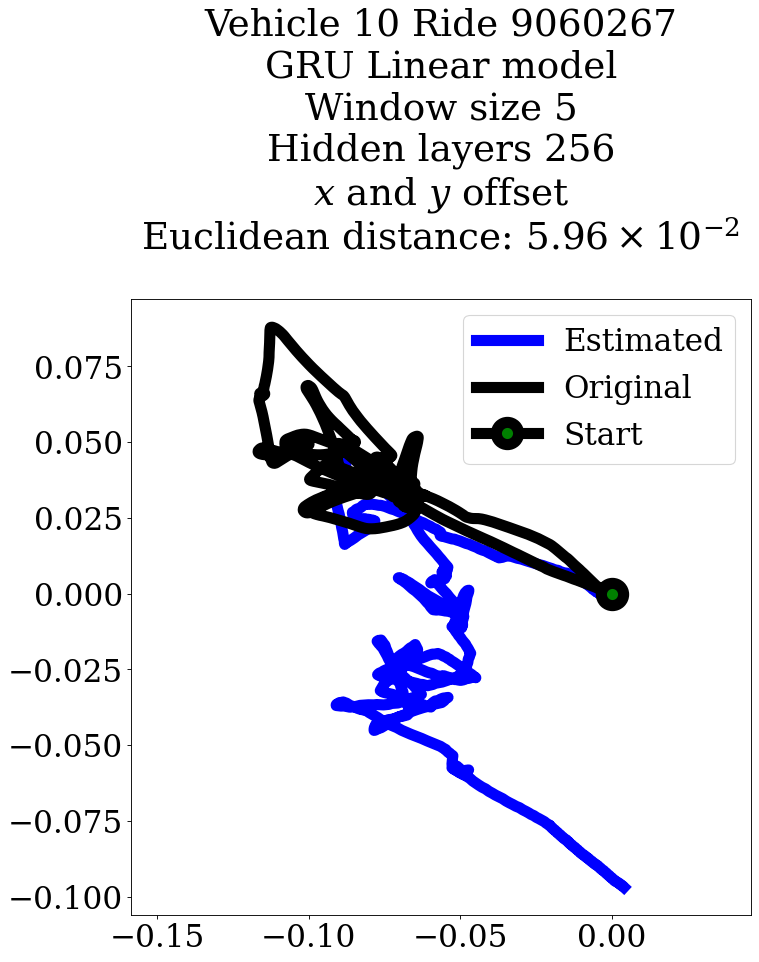 Vehicle 10 Ride 9060267
GRU Linear model
Window size 5
Hidden layers 256
x and y offset
Euclidean distance: 5.96 × 10⁻²
Estimated
Original
Start
0.075
0.050
0.025
0.000
−0.025
−0.050
−0.075
−0.100
−0.15 −0.10 −0.05 0.00